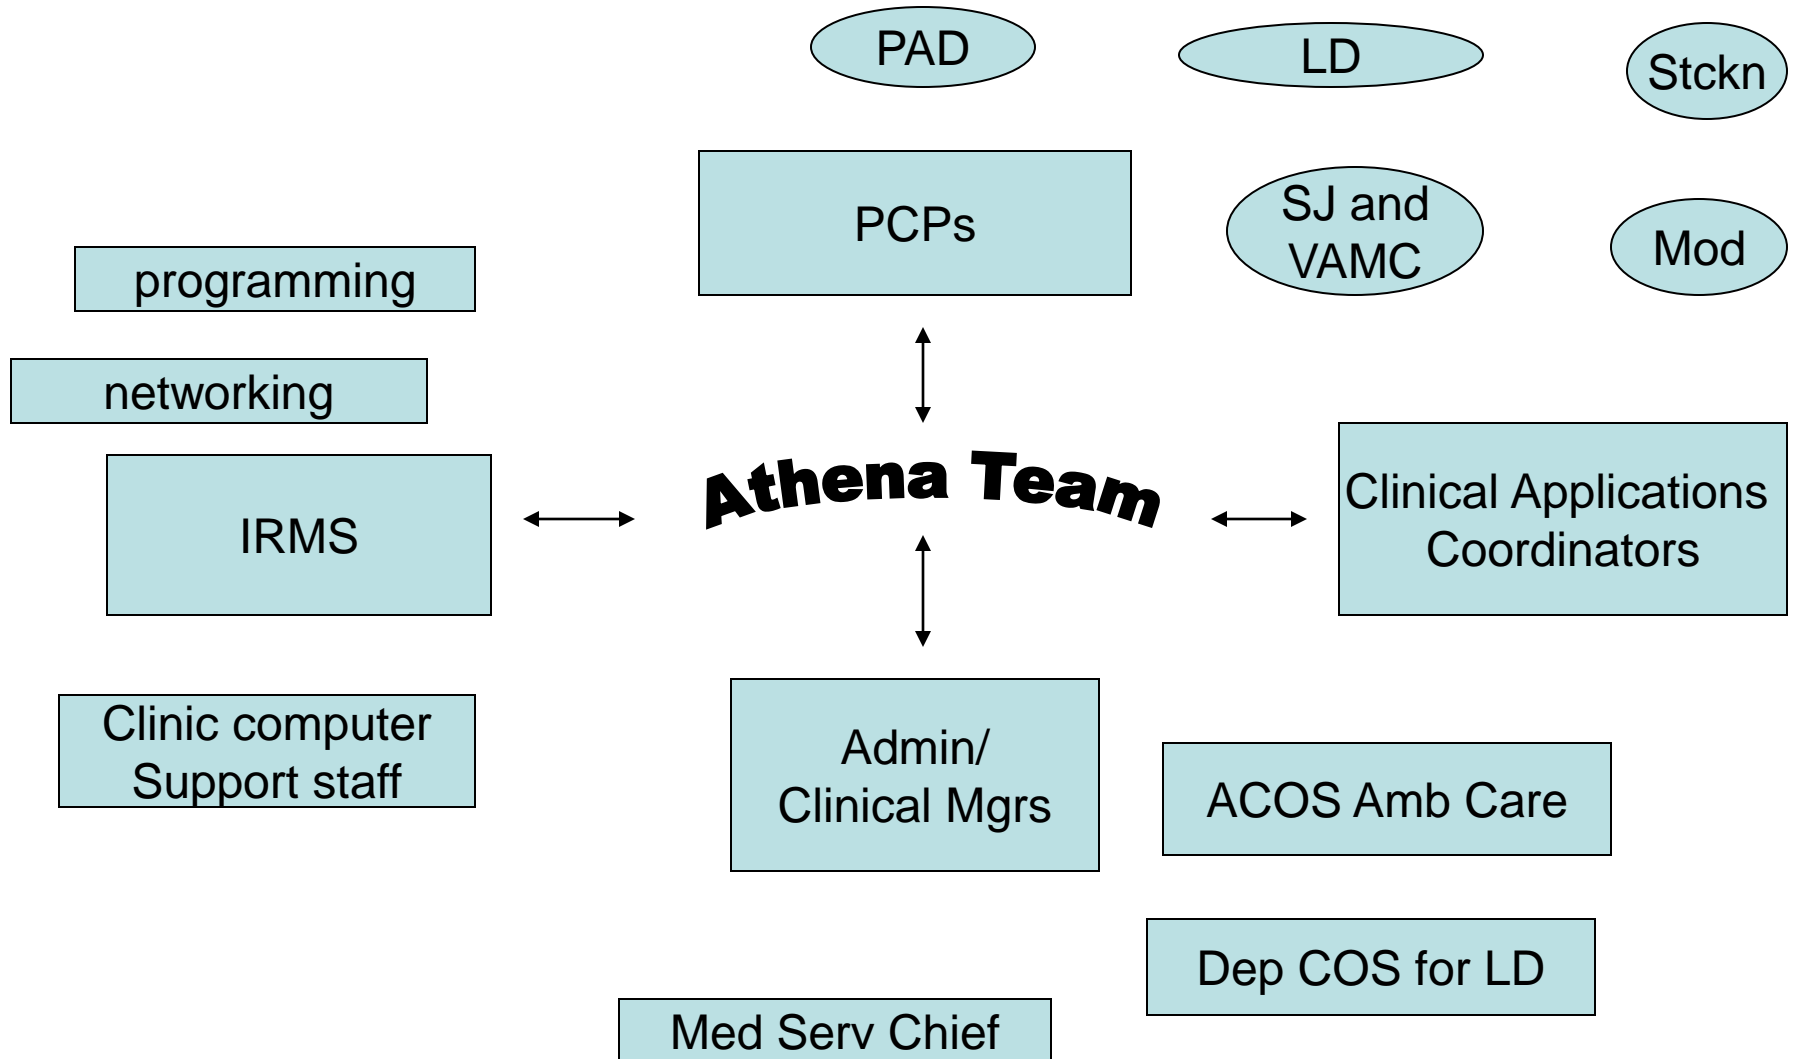 PAD
LD
Stckn
PCPs
SJ and
VAMC
Mod
programming
networking
Athena Team
IRMS
Clinical Applications
Coordinators
Clinic computer
Support staff
Admin/
Clinical Mgrs
ACOS Amb Care
Dep COS for LD
Med Serv Chief